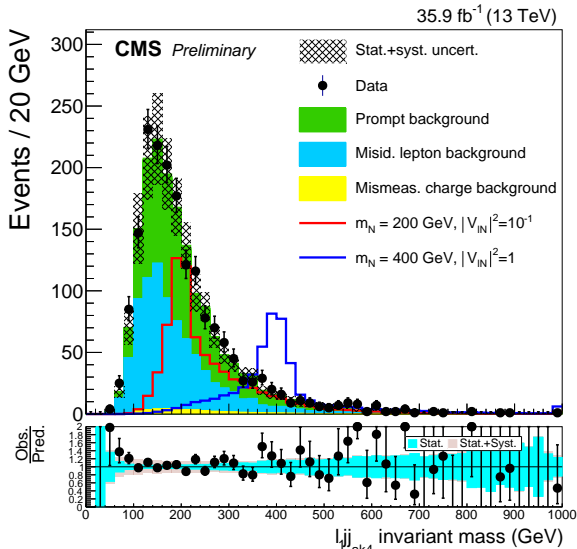 35.9 fb⁻¹ (13 TeV)
CMS Preliminary
Stat.+syst. uncert.
Data
Prompt background
Misid. lepton background
Mismeas. charge background
m_N = 200 GeV, |V_lN|²=10⁻¹
m_N = 400 GeV, |V_lN|²=1
Events / 20 GeV
300
250
200
150
100
50
0
Obs.
Pred.
2
1.8
1.6
1.4
1.2
1
0.8
0.6
0.4
0.2
0
Stat.
Stat.+Syst.
0 100 200 300 400 500 600 700 800 900 1000
l₁jj invariant mass (GeV)